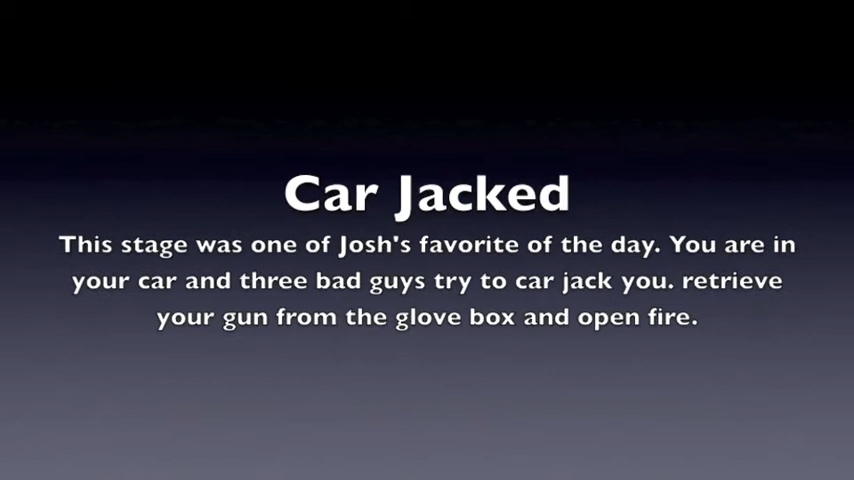 Car Jacked
This stage was one of Josh's favorite of the day. You are in
your car and three bad guys try to car jack you. retrieve
your gun from the glove box and open fire.